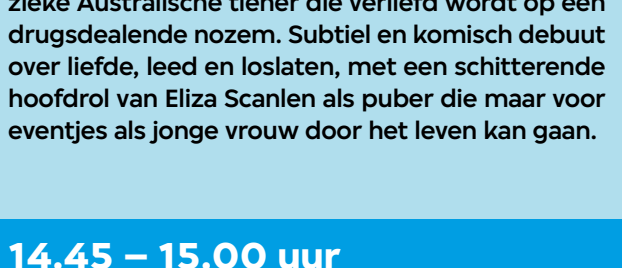 zieke Australische tiener die verliefd wordt op een
drugsdealende nozem. Subtiel en komisch debuut
over liefde, leed en loslaten, met een schitterende
hoofdrol van Eliza Scanlen als puber die maar voor
eventjes als jonge vrouw door het leven kan gaan.
14.45 – 15.00 uur